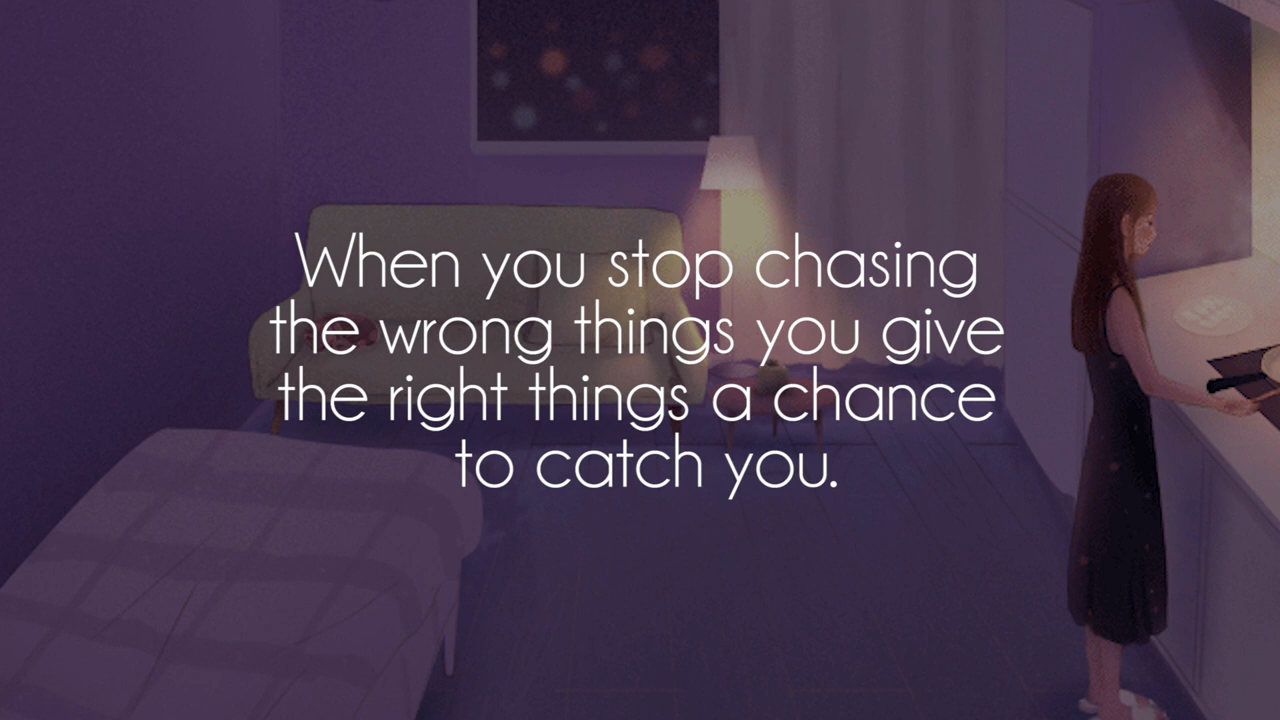 When you stop chasing
the wrong things you give
the right things a chance
to catch you.